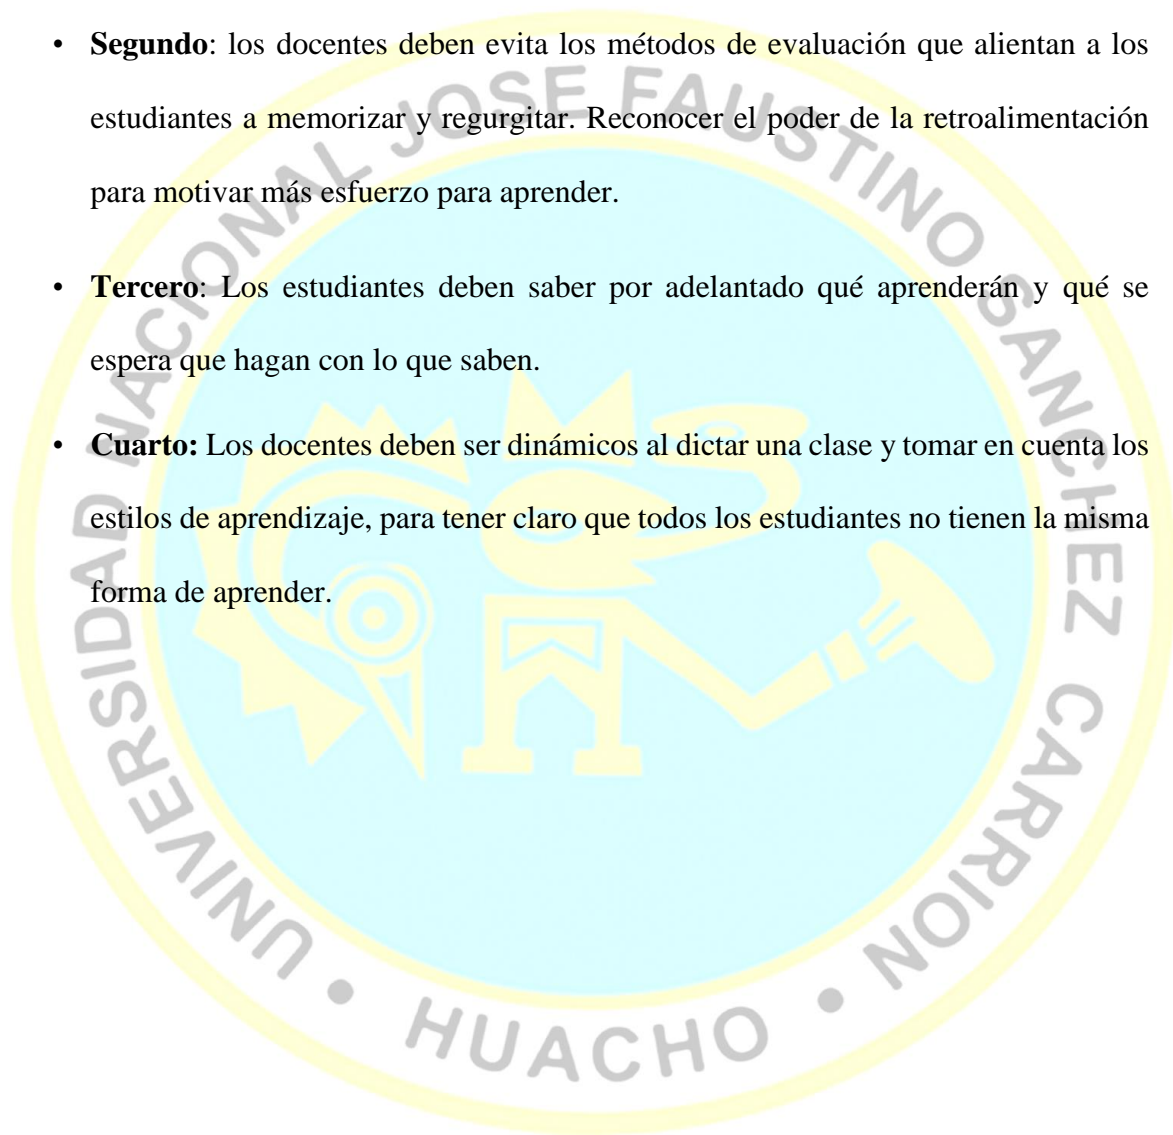 • Segundo: los docentes deben evita los métodos de evaluación que alientan a los
estudiantes a memorizar y regurgitar. Reconocer el poder de la retroalimentación
para motivar más esfuerzo para aprender.
• Tercero: Los estudiantes deben saber por adelantado qué aprenderán y qué se
espera que hagan con lo que saben.
• Cuarto: Los docentes deben ser dinámicos al dictar una clase y tomar en cuenta los
estilos de aprendizaje, para tener claro que todos los estudiantes no tienen la misma
forma de aprender.
UNIVERSIDAD NACIONAL JOSE FAUSTINO SANCHEZ CARRION
• HUACHO •